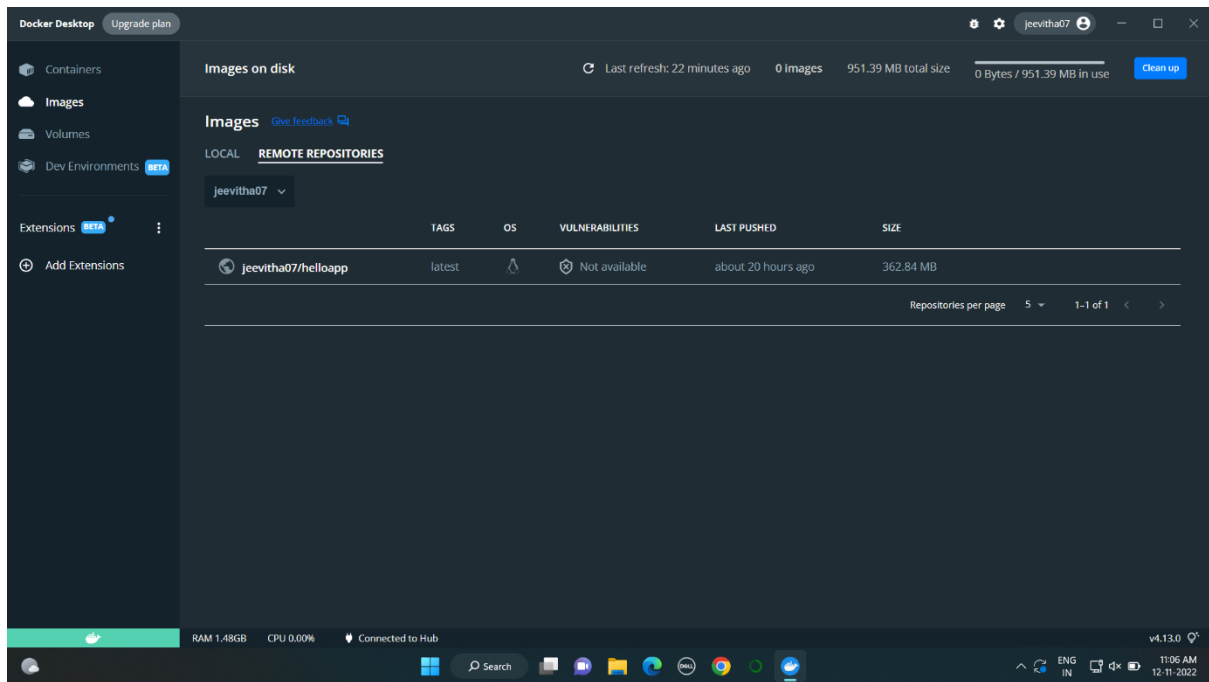 Docker Desktop Upgrade plan jeevitha07
Containers
Images
Volumes
Dev Environments BETA
Extensions BETA
Add Extensions
Images on disk Last refresh: 22 minutes ago 0 images 951.39 MB total size 0 Bytes / 951.39 MB in use Clean up
Images Give feedback
LOCAL REMOTE REPOSITORIES
jeevitha07
TAGS OS VULNERABILITIES LAST PUSHED SIZE
jeevitha07/helloapp latest Not available about 20 hours ago 362.84 MB
Repositories per page 5 1–1 of 1
RAM 1.48GB CPU 0.00% Connected to Hub v4.13.0
Search DELL ENG 11:06 AM
IN 12-11-2022